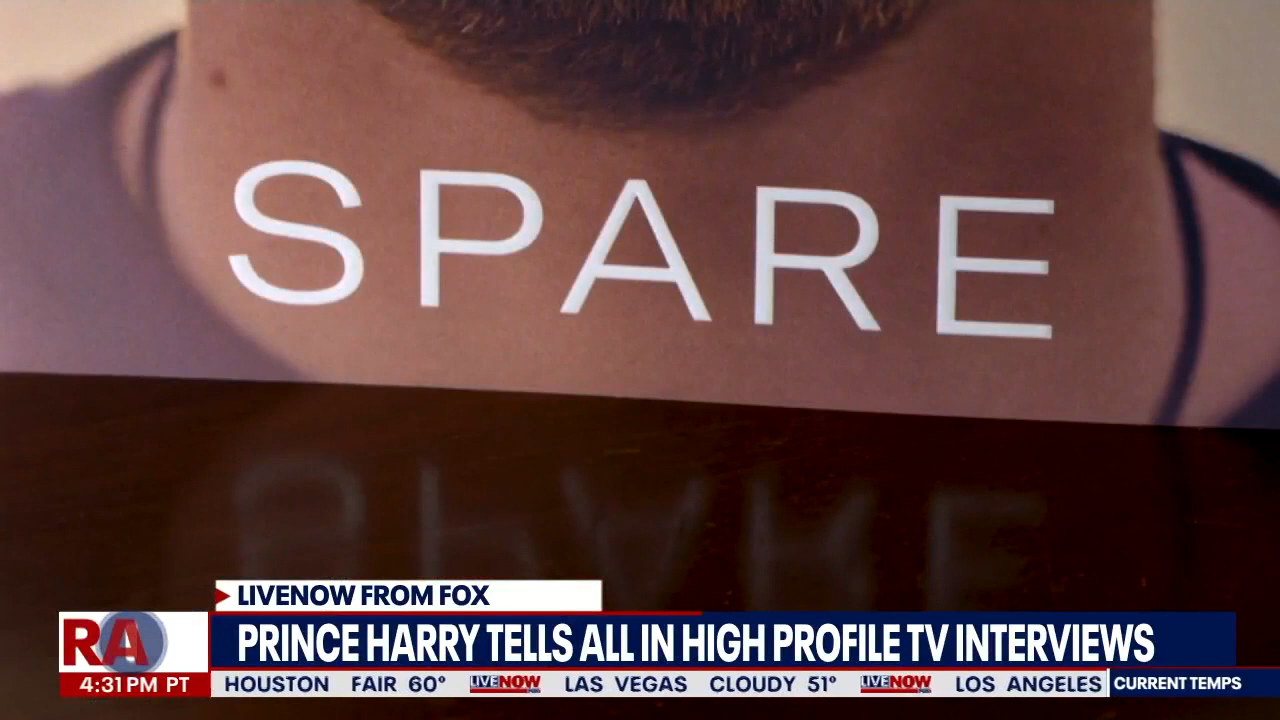 SPARE
LIVENOW FROM FOX
RA
PRINCE HARRY TELLS ALL IN HIGH PROFILE TV INTERVIEWS
4:31 PM PT
HOUSTON FAIR 60° LIVENOW LAS VEGAS CLOUDY 51° LIVENOW LOS ANGELES CURRENT TEMPS